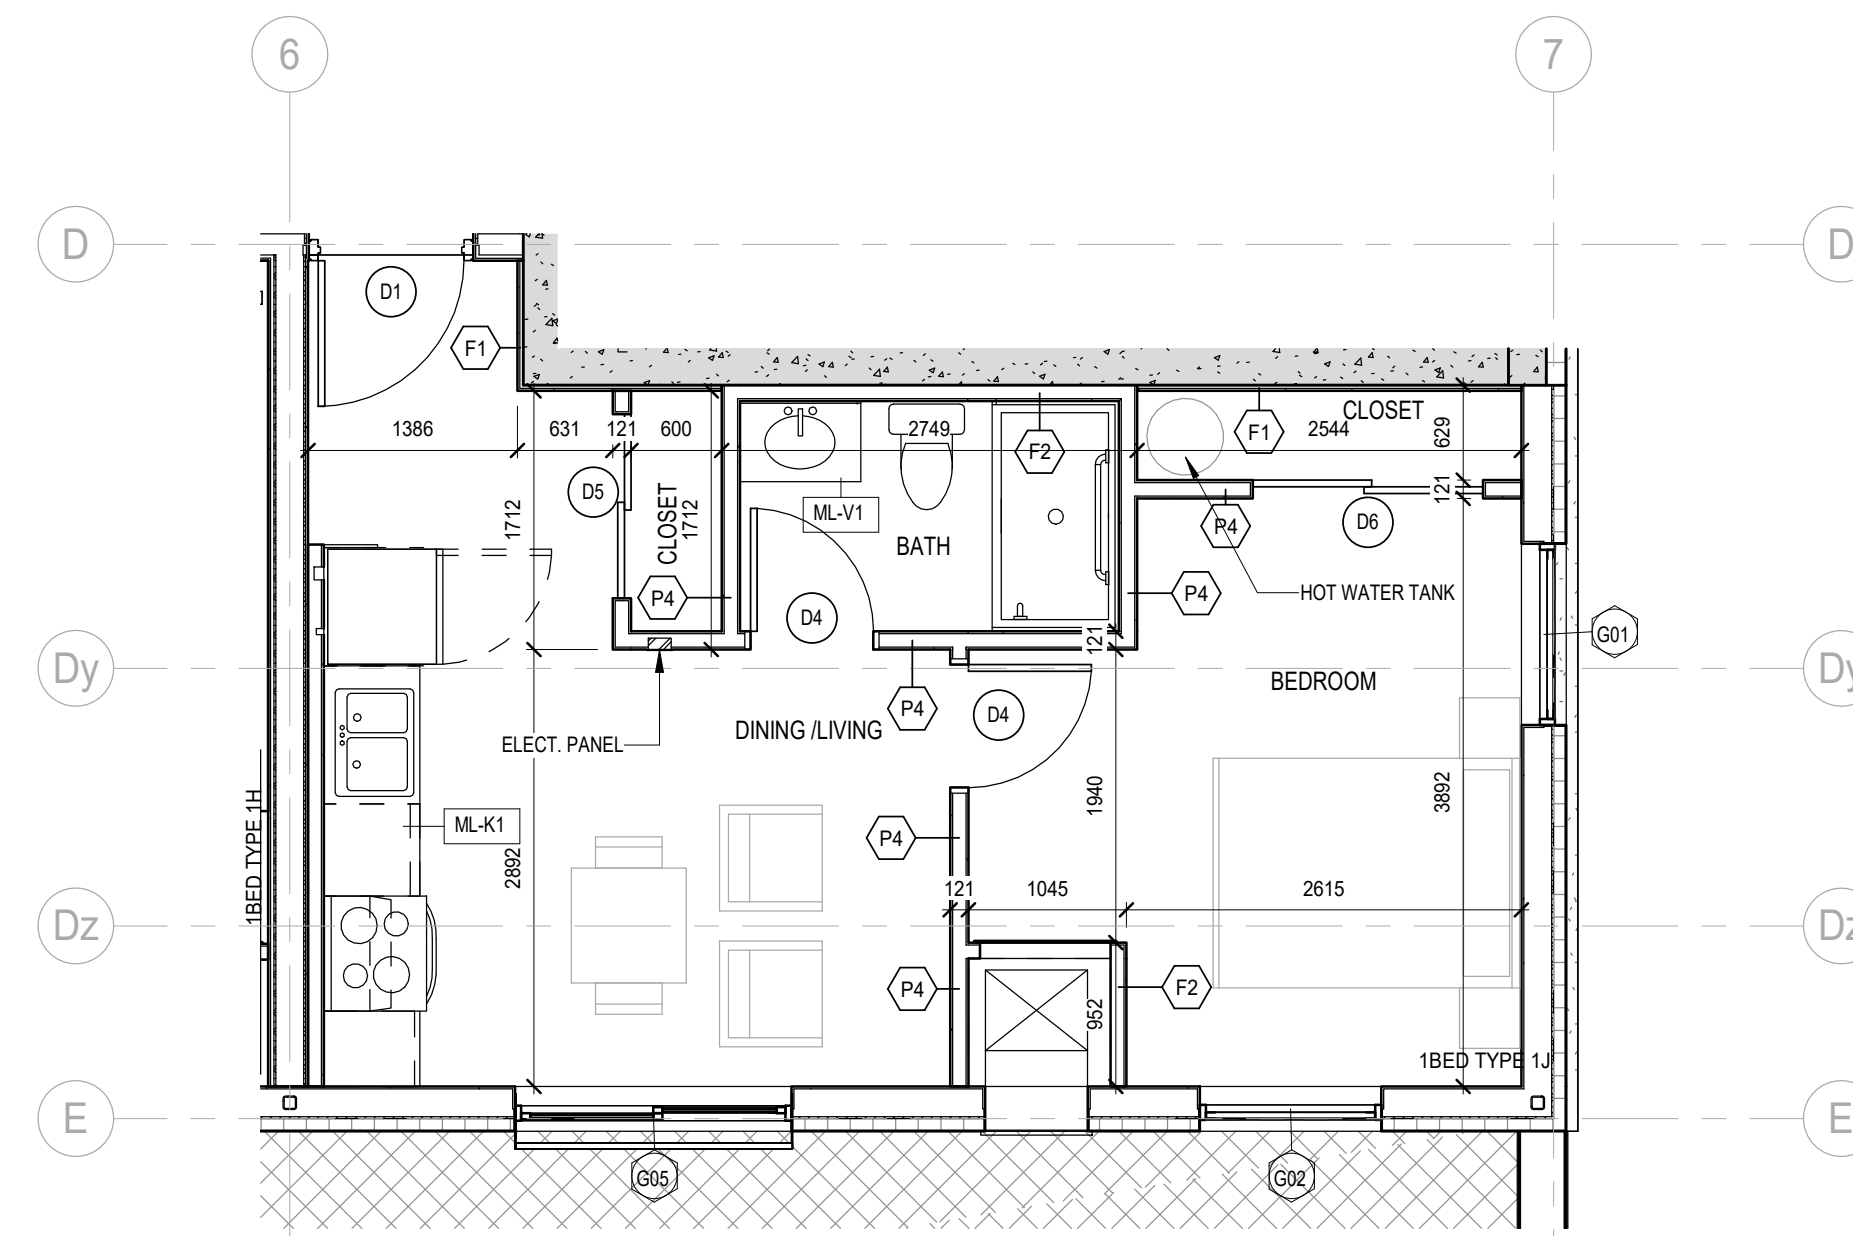 6
7
D
D
D1
F1
CLOSET
1386
631
121
600
2749
F2
F1
2544
629
D5
CLOSET
1712
1712
ML-V1
BATH
P4
D6
121
P4
D4
P4
HOT WATER TANK
G01
121
Dy
Dy
BEDROOM
P4
D4
DINING /LIVING
ELECT. PANEL
1940
3892
1BED TYPE 1H
ML-K1
P4
2892
121
1045
2615
Dz
Dz
P4
F2
952
1BED TYPE 1J
E
E
G05
G02